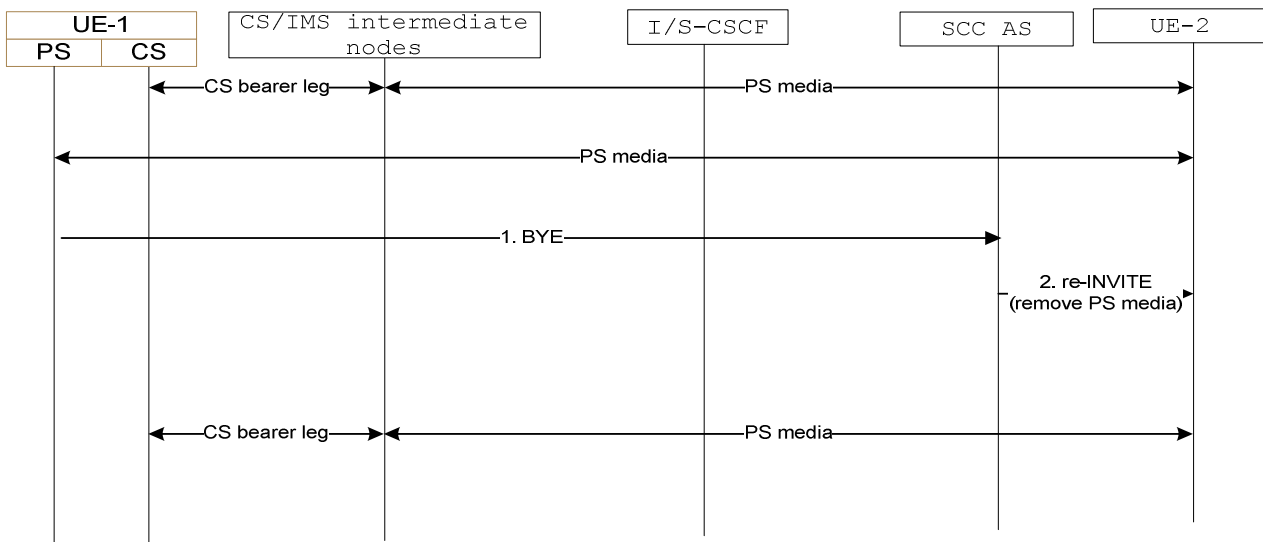 UE-1
PS
CS
CS/IMS intermediate
nodes
I/S-CSCF
SCC AS
UE-2
CS bearer leg
PS media
PS media
1. BYE
2. re-INVITE
(remove PS media)
CS bearer leg
PS media